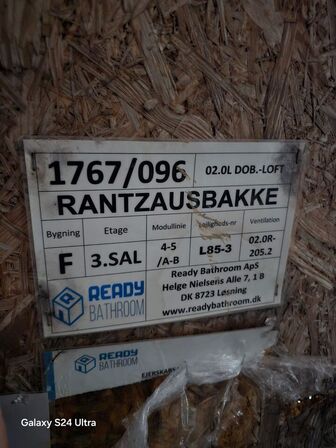 1767/096 02.0L DOB.-LOFT
RANTZAUSBAKKE
Bygning Etage Modullinie Lejligheds-nr Ventilation
F 3.SAL 4-5 /A-B L85-3 02.0R-205.2
READY BATHROOM
Ready Bathroom ApS
Helge Nielsens Alle 7, 1 B
DK 8723 Løsning
www.readybathroom.dk
READY
BATHROOM
Galaxy S24 Ultra